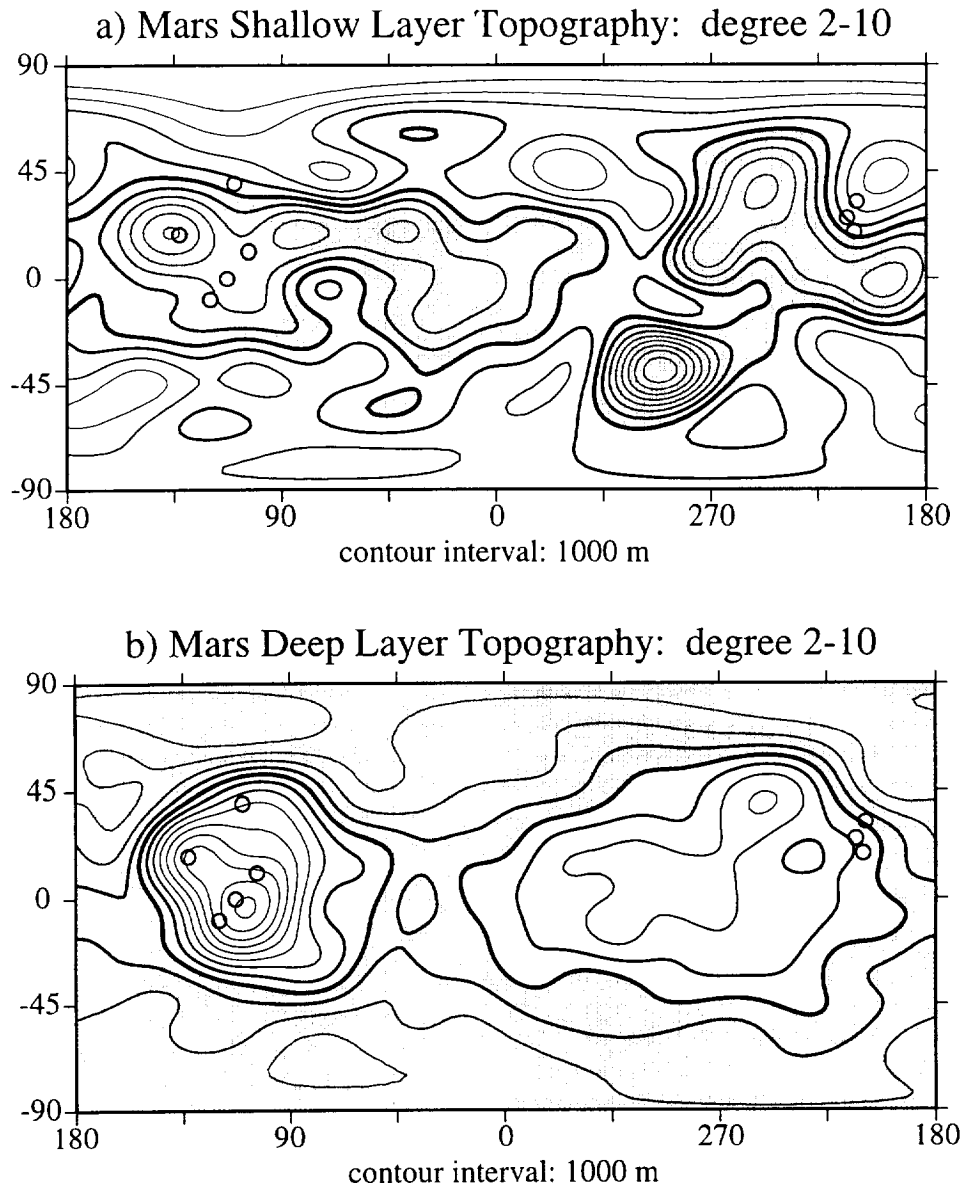 a) Mars Shallow Layer Topography: degree 2-10
90
45
0
-45
-90
180 90 0 270 180
contour interval: 1000 m
b) Mars Deep Layer Topography: degree 2-10
90
45
0
-45
-90
180 90 0 270 180
contour interval: 1000 m